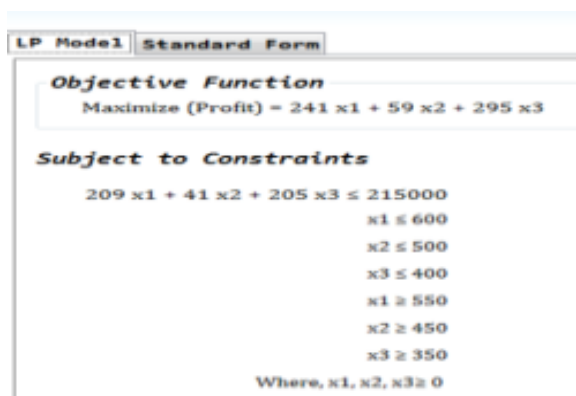 LP Model Standard Form
Objective Function
Maximize (Profit) = 241 x1 + 59 x2 + 295 x3
Subject to Constraints
209 x1 + 41 x2 + 205 x3 ≤ 215000
x1 ≤ 600
x2 ≤ 500
x3 ≤ 400
x1 ≥ 550
x2 ≥ 450
x3 ≥ 350
Where, x1, x2, x3≥ 0